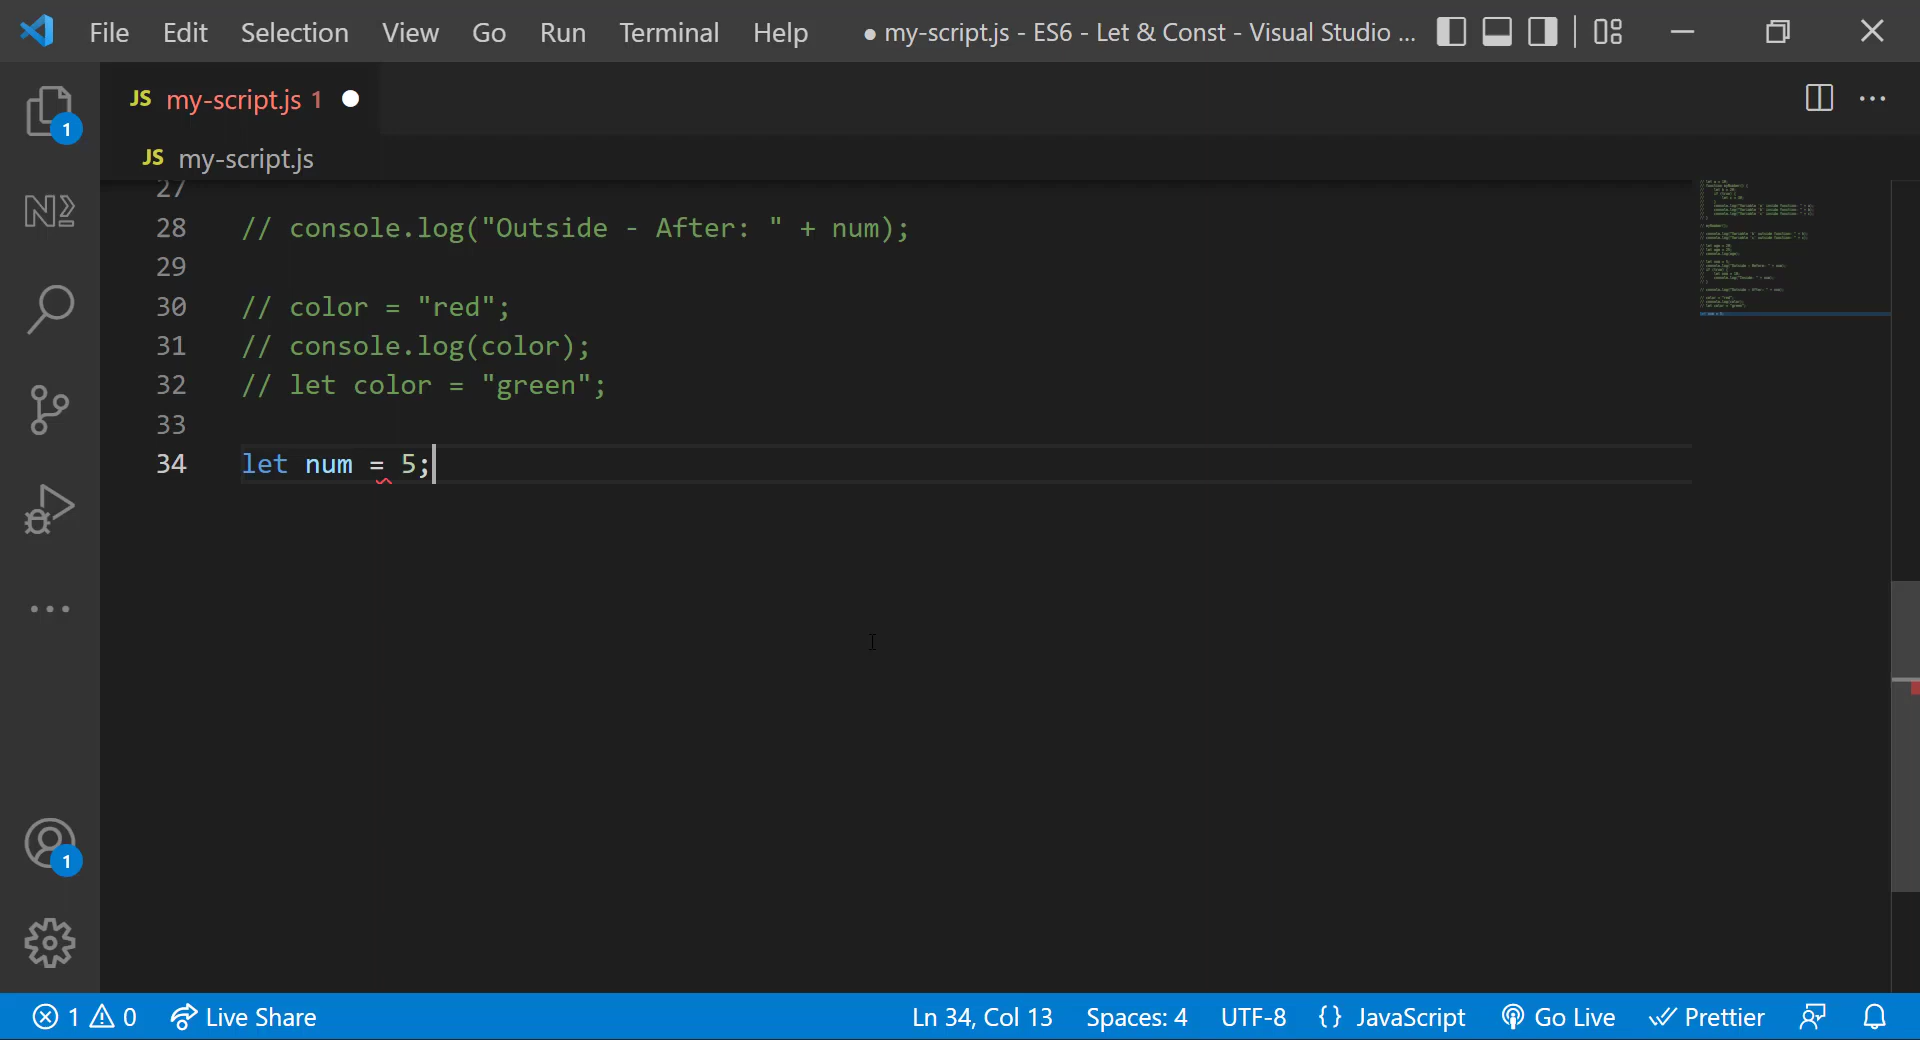 File Edit Selection View Go Run Terminal Help ● my-script.js - ES6 - Let & Const - Visual Studio ...
JS my-script.js 1
1
JS my-script.js
27
28 // console.log("Outside - After: " + num);
29
30 // color = "red";
31 // console.log(color);
32 // let color = "green";
33
34 let num = 5;
1
1 0 Live Share Ln 34, Col 13 Spaces: 4 UTF-8 {} JavaScript Go Live Prettier